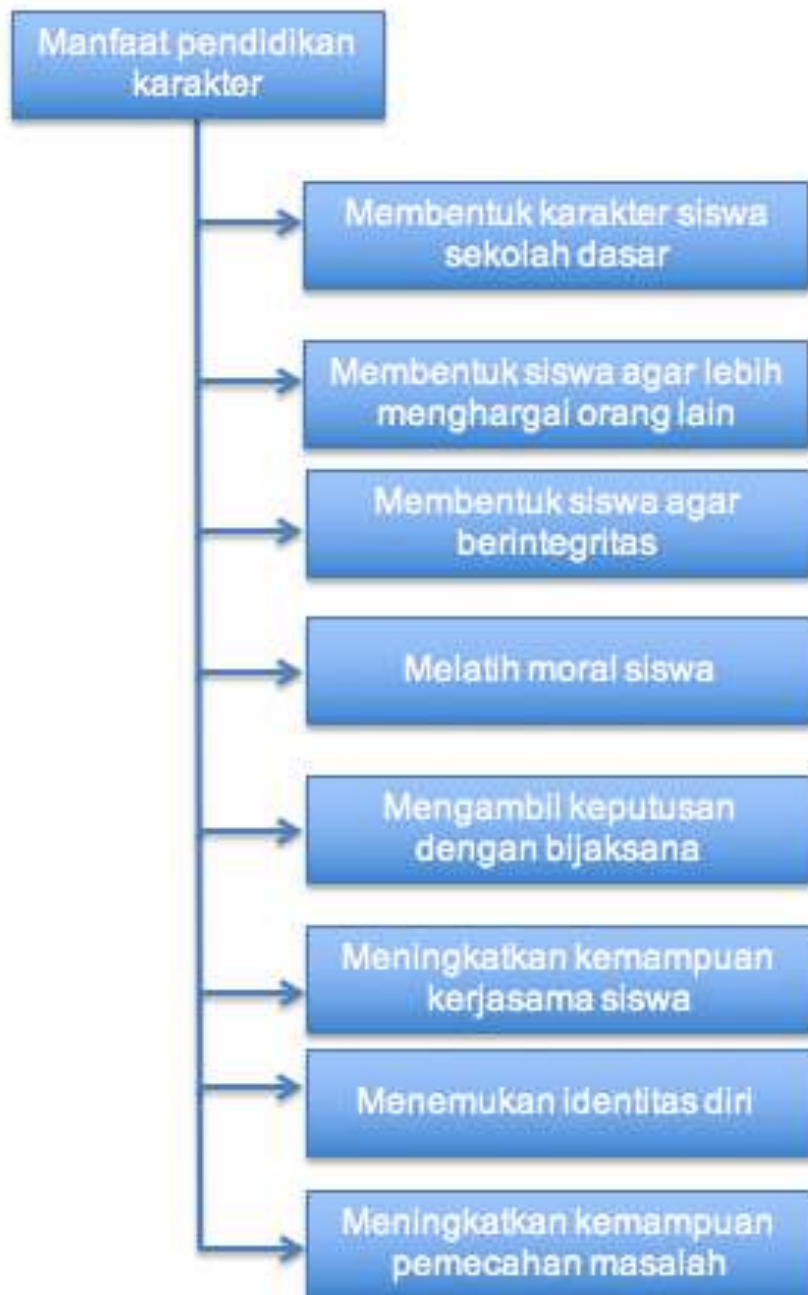 Manfaat pendidikan
karakter
Membentuk karakter siswa
sekolah dasar
Membentuk siswa agar lebih
menghargai orang lain
Membentuk siswa agar
berintegritas
Melatih moral siswa
Mengambil keputusan
dengan bijaksana
Meningkatkan kemampuan
kerjasama siswa
Menemukan identitas diri
Meningkatkan kemampuan
pemecahan masalah